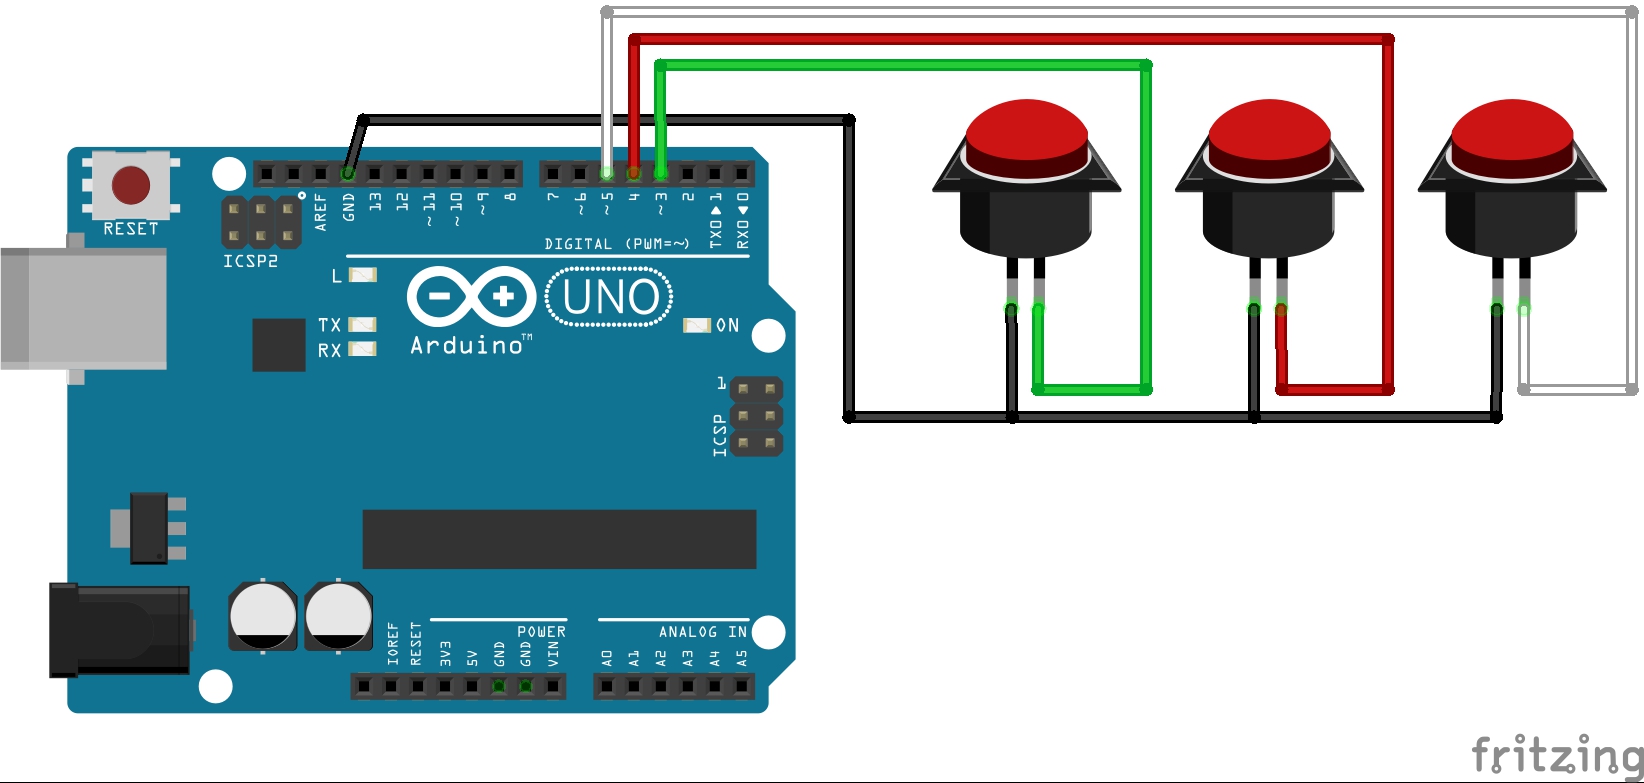 RESET
ICSP2
AREF
GND
13
12
~11
~10
~9
8
7
~6
~5
4
~3
2
TX0▶1
RX0◀0
DIGITAL (PWM=~)
L
TX
RX
Arduino™
UNO
ON
1
ICSP
IOREF
RESET
3V3
5V
GND
GND
VIN
POWER
ANALOG IN
A0
A1
A2
A3
A4
A5
fritzing